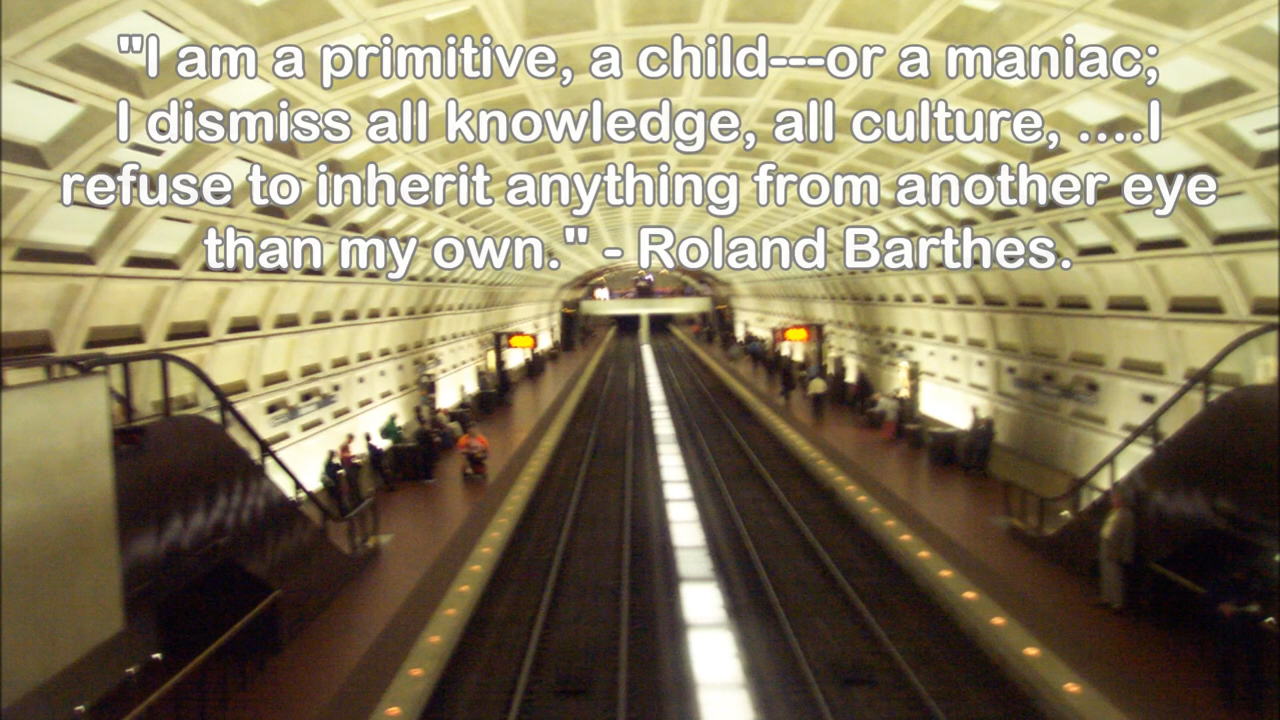 "I am a primitive, a child---or a maniac;
I dismiss all knowledge, all culture, ....I
refuse to inherit anything from another eye
than my own." - Roland Barthes.